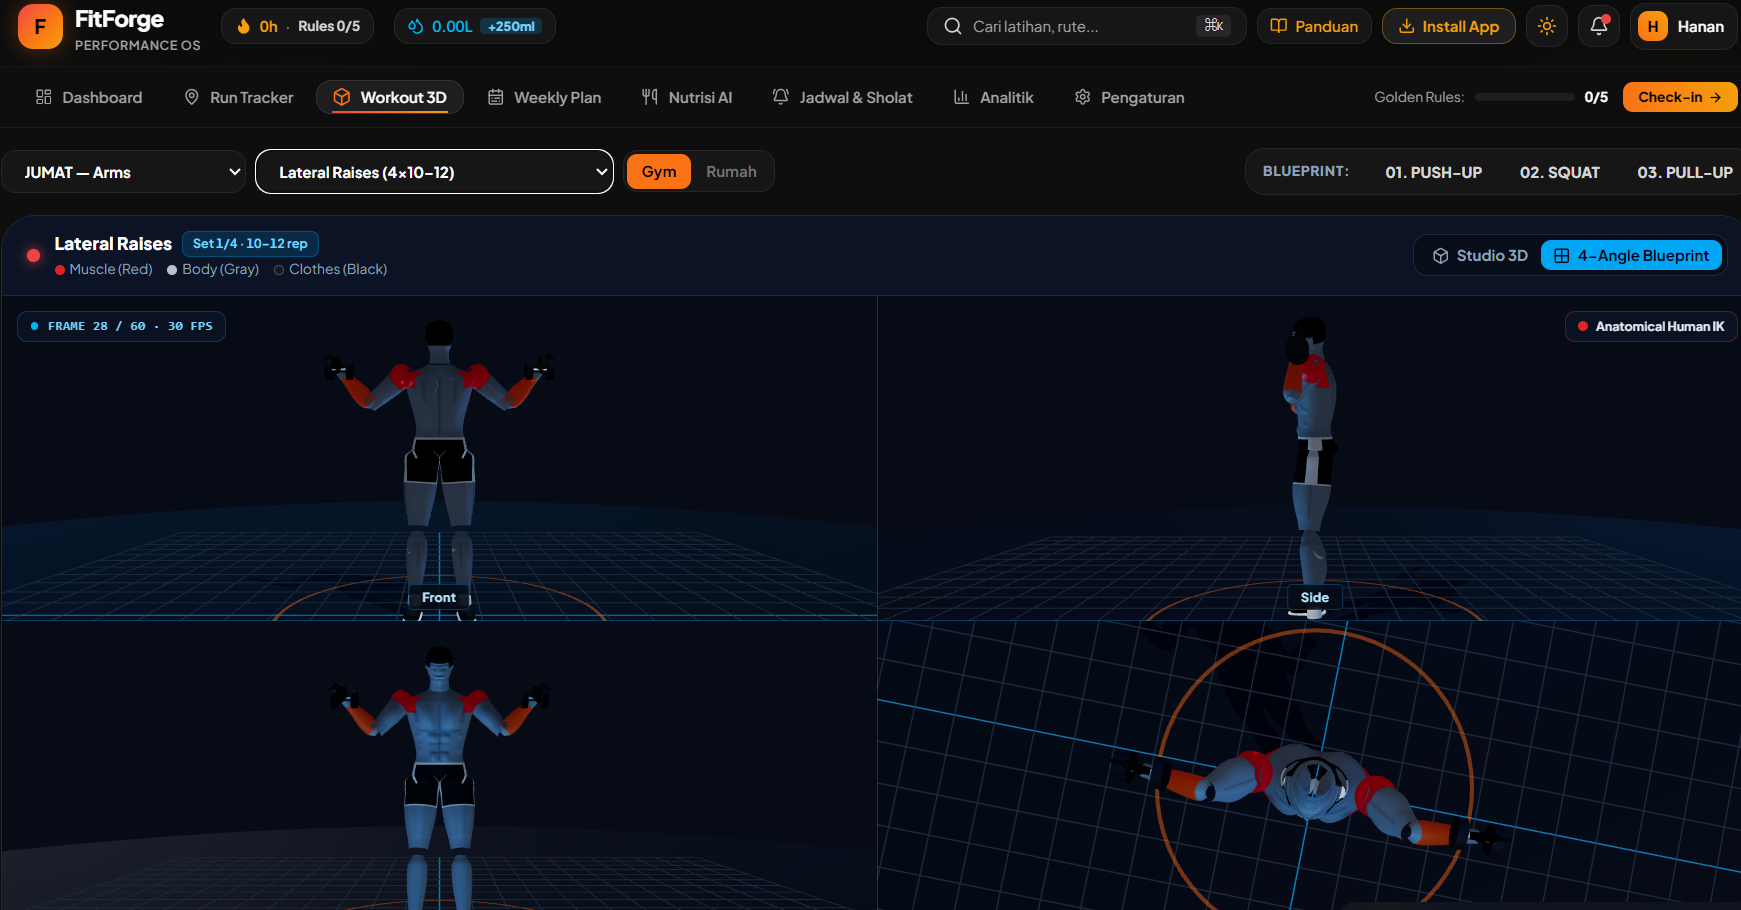 F
FitForge
PERFORMANCE OS
0h · Rules 0/5
0.00L +250ml
Cari latihan, rute...
⌘K
Panduan
Install App
H Hanan
Dashboard
Run Tracker
Workout 3D
Weekly Plan
Nutrisi AI
Jadwal & Sholat
Analitik
Pengaturan
Golden Rules: 0/5
Check-in →
JUMAT — Arms
Lateral Raises (4×10–12)
Gym
Rumah
BLUEPRINT: 01. PUSH-UP 02. SQUAT 03. PULL-UP
Lateral Raises
Set 1/4 · 10–12 rep
Muscle (Red) Body (Gray) Clothes (Black)
Studio 3D
4-Angle Blueprint
FRAME 28 / 60 · 30 FPS
Anatomical Human IK
Front
Side